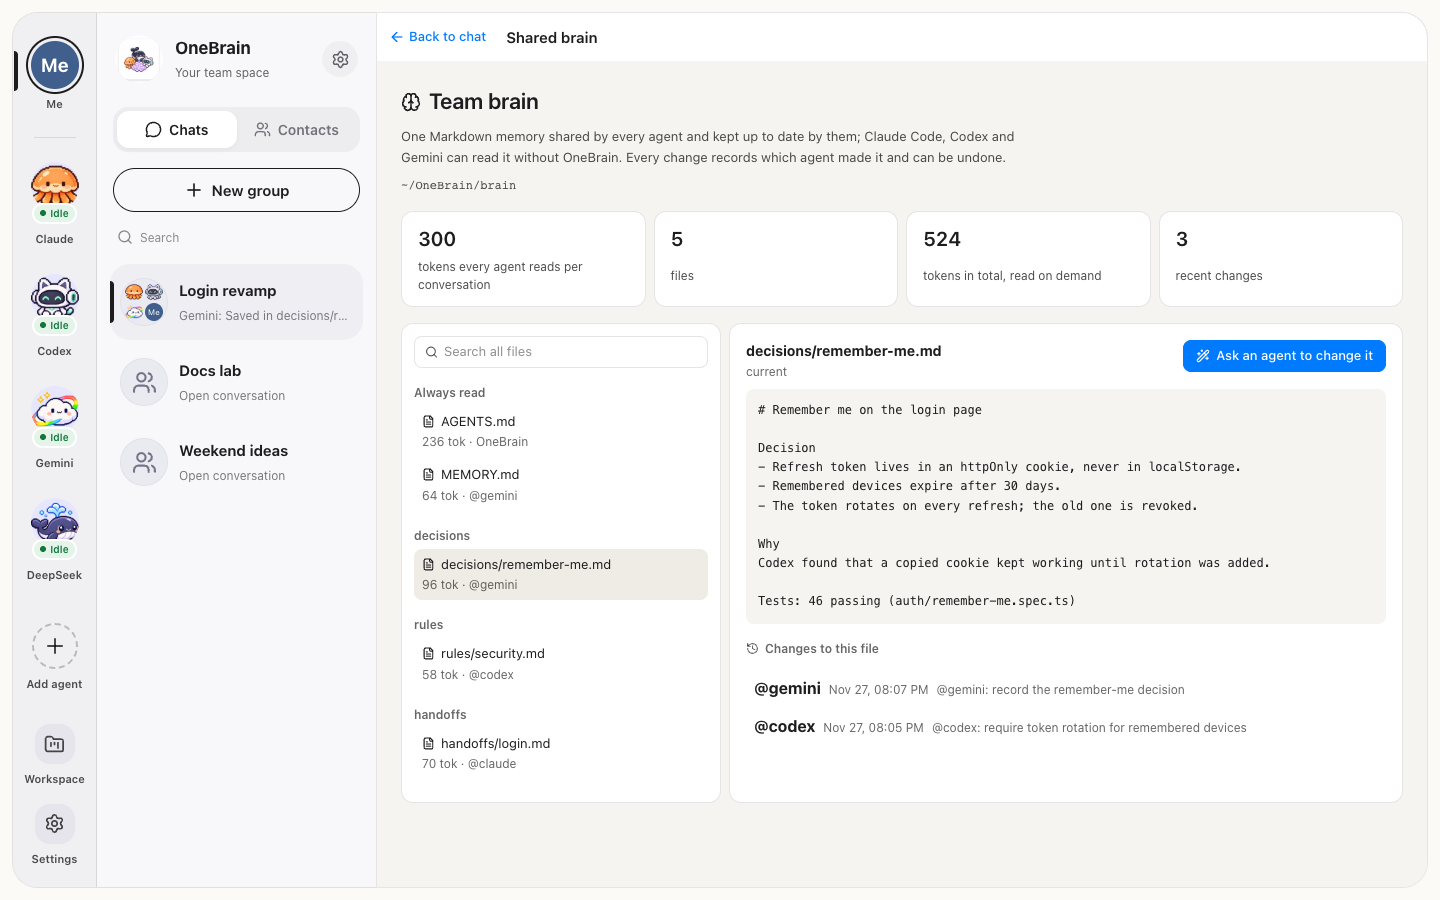 Me
Me
Idle
Claude
Idle
Codex
Idle
Gemini
Idle
DeepSeek
Add agent
Workspace
Settings
OneBrain
Your team space
Chats
Contacts
New group
Search
Me
Login revamp
Gemini: Saved in decisions/r...
Docs lab
Open conversation
Weekend ideas
Open conversation
Back to chat
Shared brain
Team brain
One Markdown memory shared by every agent and kept up to date by them; Claude Code, Codex and
Gemini can read it without OneBrain. Every change records which agent made it and can be undone.
~/OneBrain/brain
300
tokens every agent reads per
conversation
5
files
524
tokens in total, read on demand
3
recent changes
Search all files
Always read
AGENTS.md
236 tok · OneBrain
MEMORY.md
64 tok · @gemini
decisions
decisions/remember-me.md
96 tok · @gemini
rules
rules/security.md
58 tok · @codex
handoffs
handoffs/login.md
70 tok · @claude
decisions/remember-me.md
current
Ask an agent to change it
# Remember me on the login page
Decision
- Refresh token lives in an httpOnly cookie, never in localStorage.
- Remembered devices expire after 30 days.
- The token rotates on every refresh; the old one is revoked.
Why
Codex found that a copied cookie kept working until rotation was added.
Tests: 46 passing (auth/remember-me.spec.ts)
Changes to this file
@gemini Nov 27, 08:07 PM @gemini: record the remember-me decision
@codex Nov 27, 08:05 PM @codex: require token rotation for remembered devices